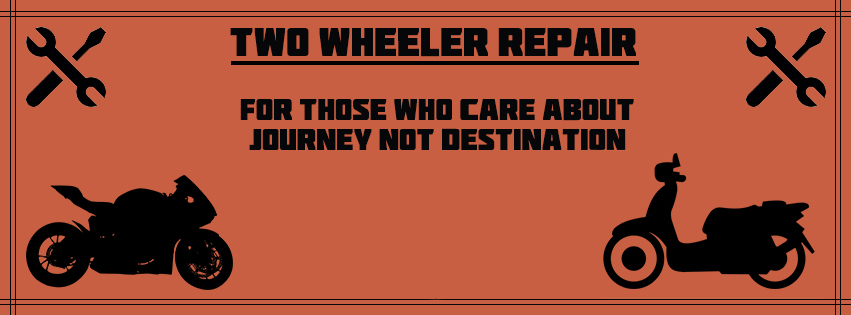 TWO WHEELER REPAIR
FOR THOSE WHO CARE ABOUT
JOURNEY NOT DESTINATION